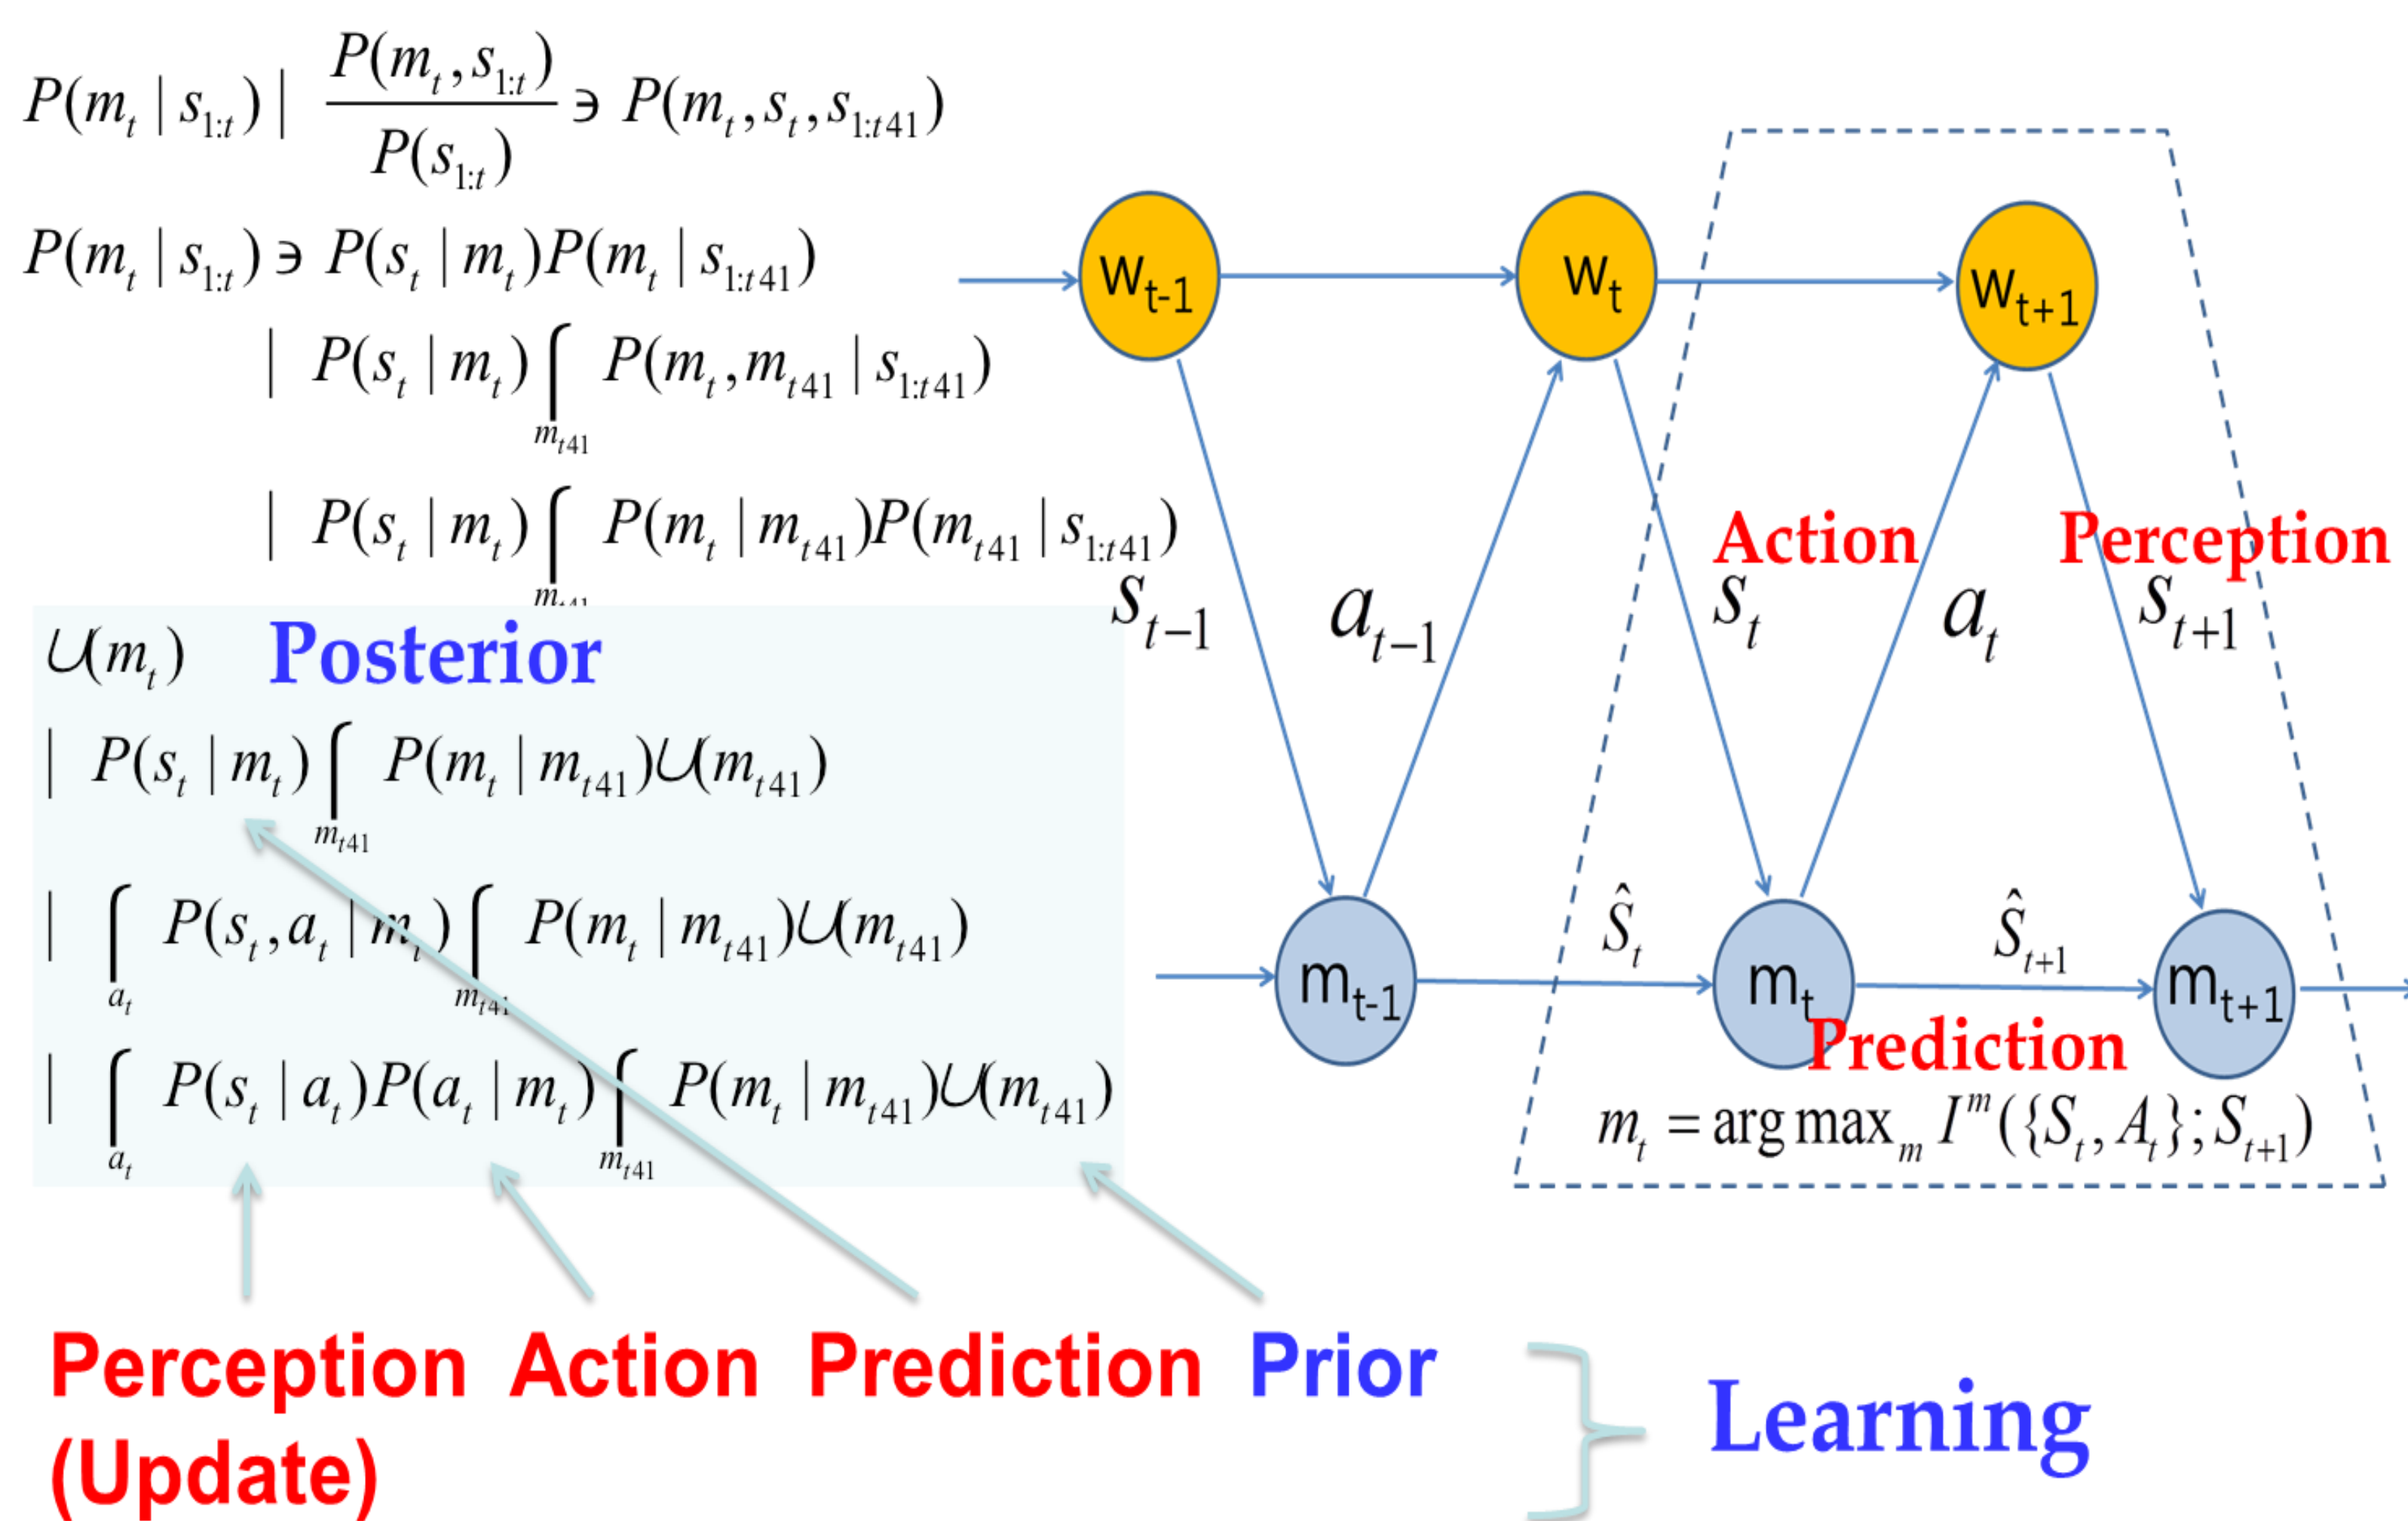 P(m_t | s_{1:t}) | \frac{P(m_t, s_{1:t})}{P(s_{1:t})} ∍ P(m_t, s_t, s_{1:t41})
P(m_t | s_{1:t}) ∍ P(s_t | m_t)P(m_t | s_{1:t41})
| P(s_t | m_t) ⌠_{m_{t41}} P(m_t, m_{t41} | s_{1:t41})
| P(s_t | m_t) ⌠_{m_{t41}} P(m_t | m_{t41})P(m_{t41} | s_{1:t41})
U(m_t) Posterior
| P(s_t | m_t) ⌠_{m_{t41}} P(m_t | m_{t41})U(m_{t41})
| ⌠_{a_t} P(s_t, a_t | m_t) ⌠_{m_{t41}} P(m_t | m_{t41})U(m_{t41})
| ⌠_{a_t} P(s_t | a_t)P(a_t | m_t) ⌠_{m_{t41}} P(m_t | m_{t41})U(m_{t41})
Perception Action Prediction Prior
(Update)
Learning
w_{t-1} w_t w_{t+1}
Action Perception
s_{t-1} a_{t-1} s_t a_t s_{t+1}
ŝ_t ŝ_{t+1}
m_{t-1} m_t m_{t+1}
Prediction
m_t = arg max_m I^m({S_t, A_t}; S_{t+1})